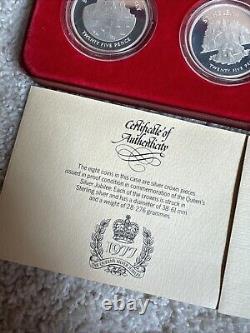 TWENTY FIVE PENCE
ST. HELENA
TWENTY FIVE PENCE
Certificate of
Authenticity
The eight coins in this case are silver crown pieces
issued in proof condition in commemoration of the Queen's
Silver Jubilee. Each of the crowns is struck in
Sterling silver and has a diameter of 38·61 mm
and a weight of 28·276 grammes.
1977